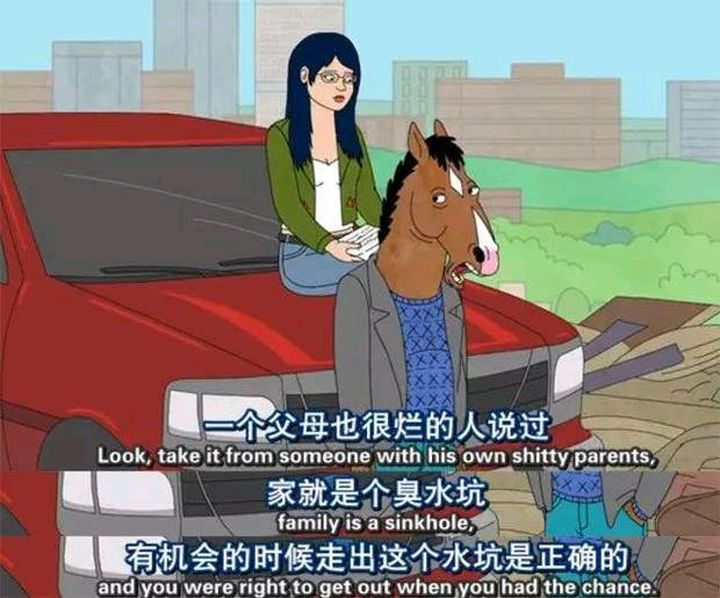 一个父母也很烂的人说过
Look, take it from someone with his own shitty parents,
家就是个臭水坑
family is a sinkhole,
有机会的时候走出这个水坑是正确的
and you were right to get out when you had the chance.